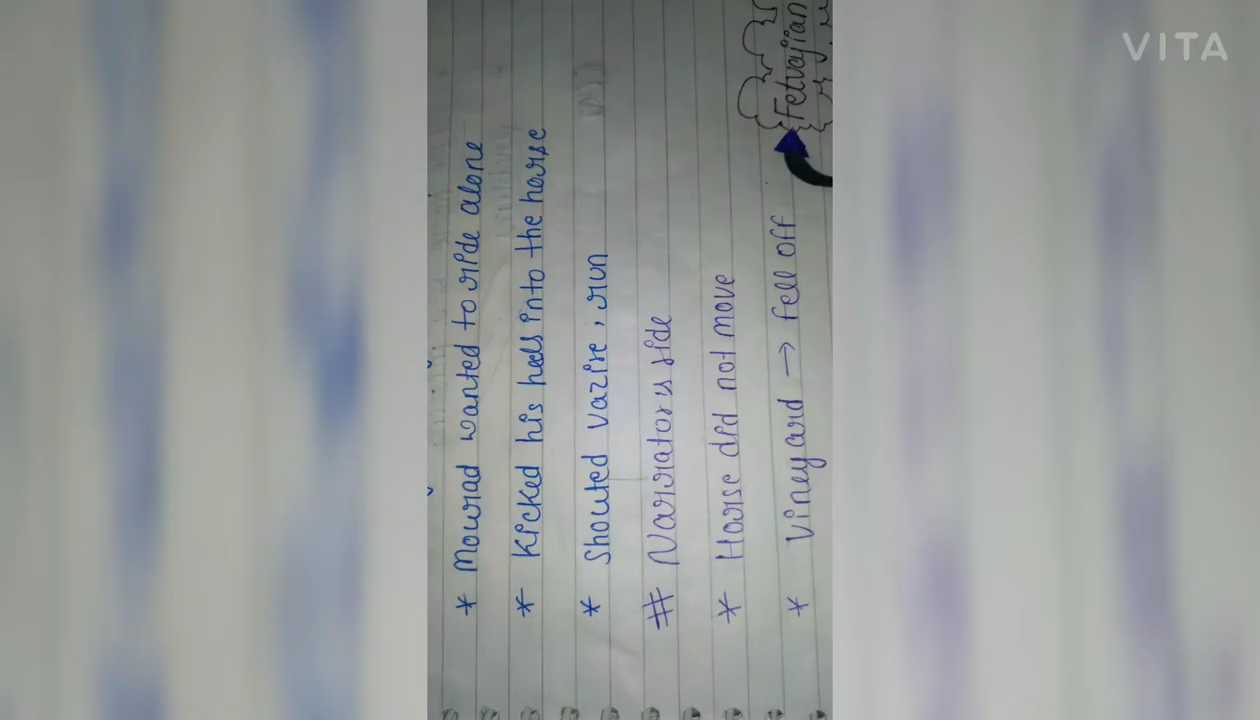 * Mourad wanted to ride alone
* Kicked his heels into the horse
* Shouted vazire, run
# Narrator's side
* Horse did not move
* Vineyard → fell off
Fetvajian
VITA